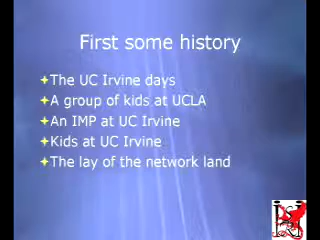 First some history
The UC Irvine days
A group of kids at UCLA
An IMP at UC Irvine
Kids at UC Irvine
The lay of the network land